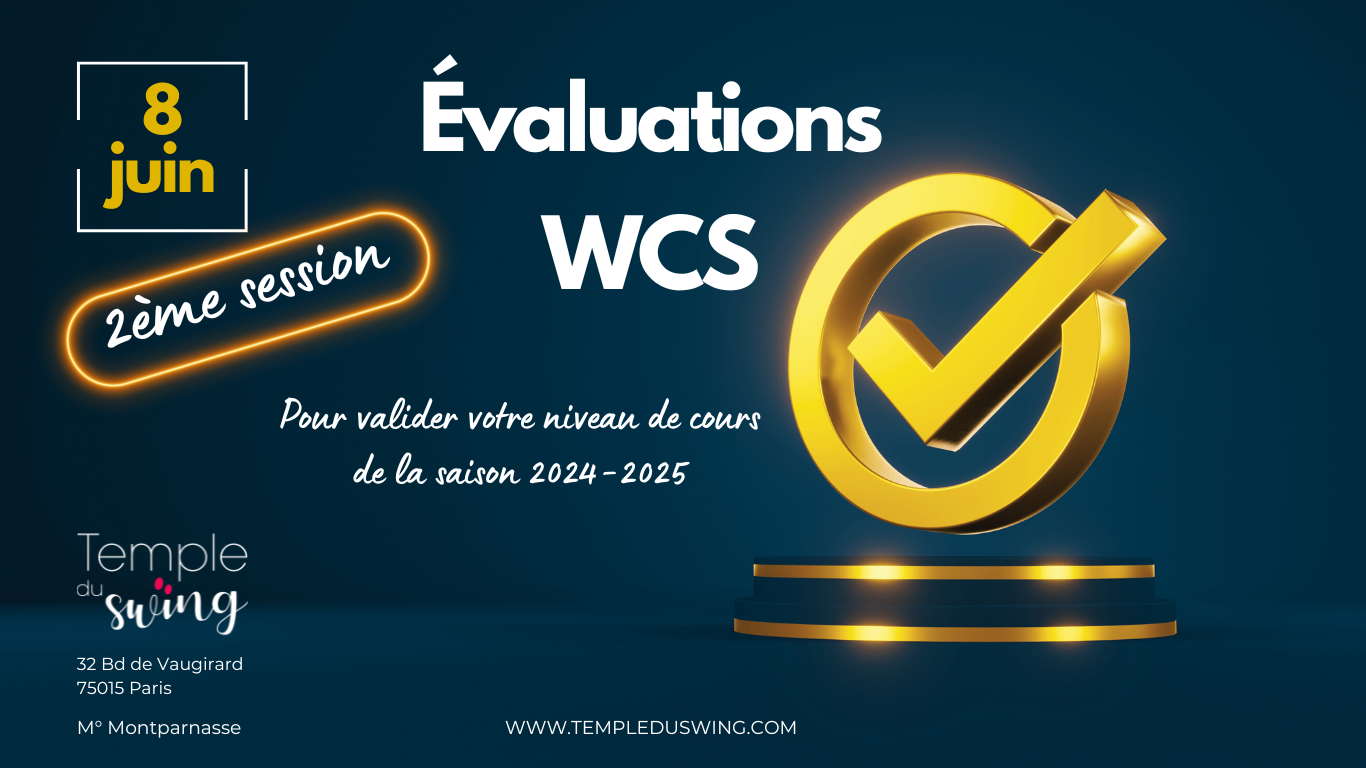 8
juin
2ème session
Évaluations
WCS
Pour valider votre niveau de cours
de la saison 2024-2025
Temple
du swing
32 Bd de Vaugirard
75015 Paris
M° Montparnasse
WWW.TEMPLEDUSWING.COM